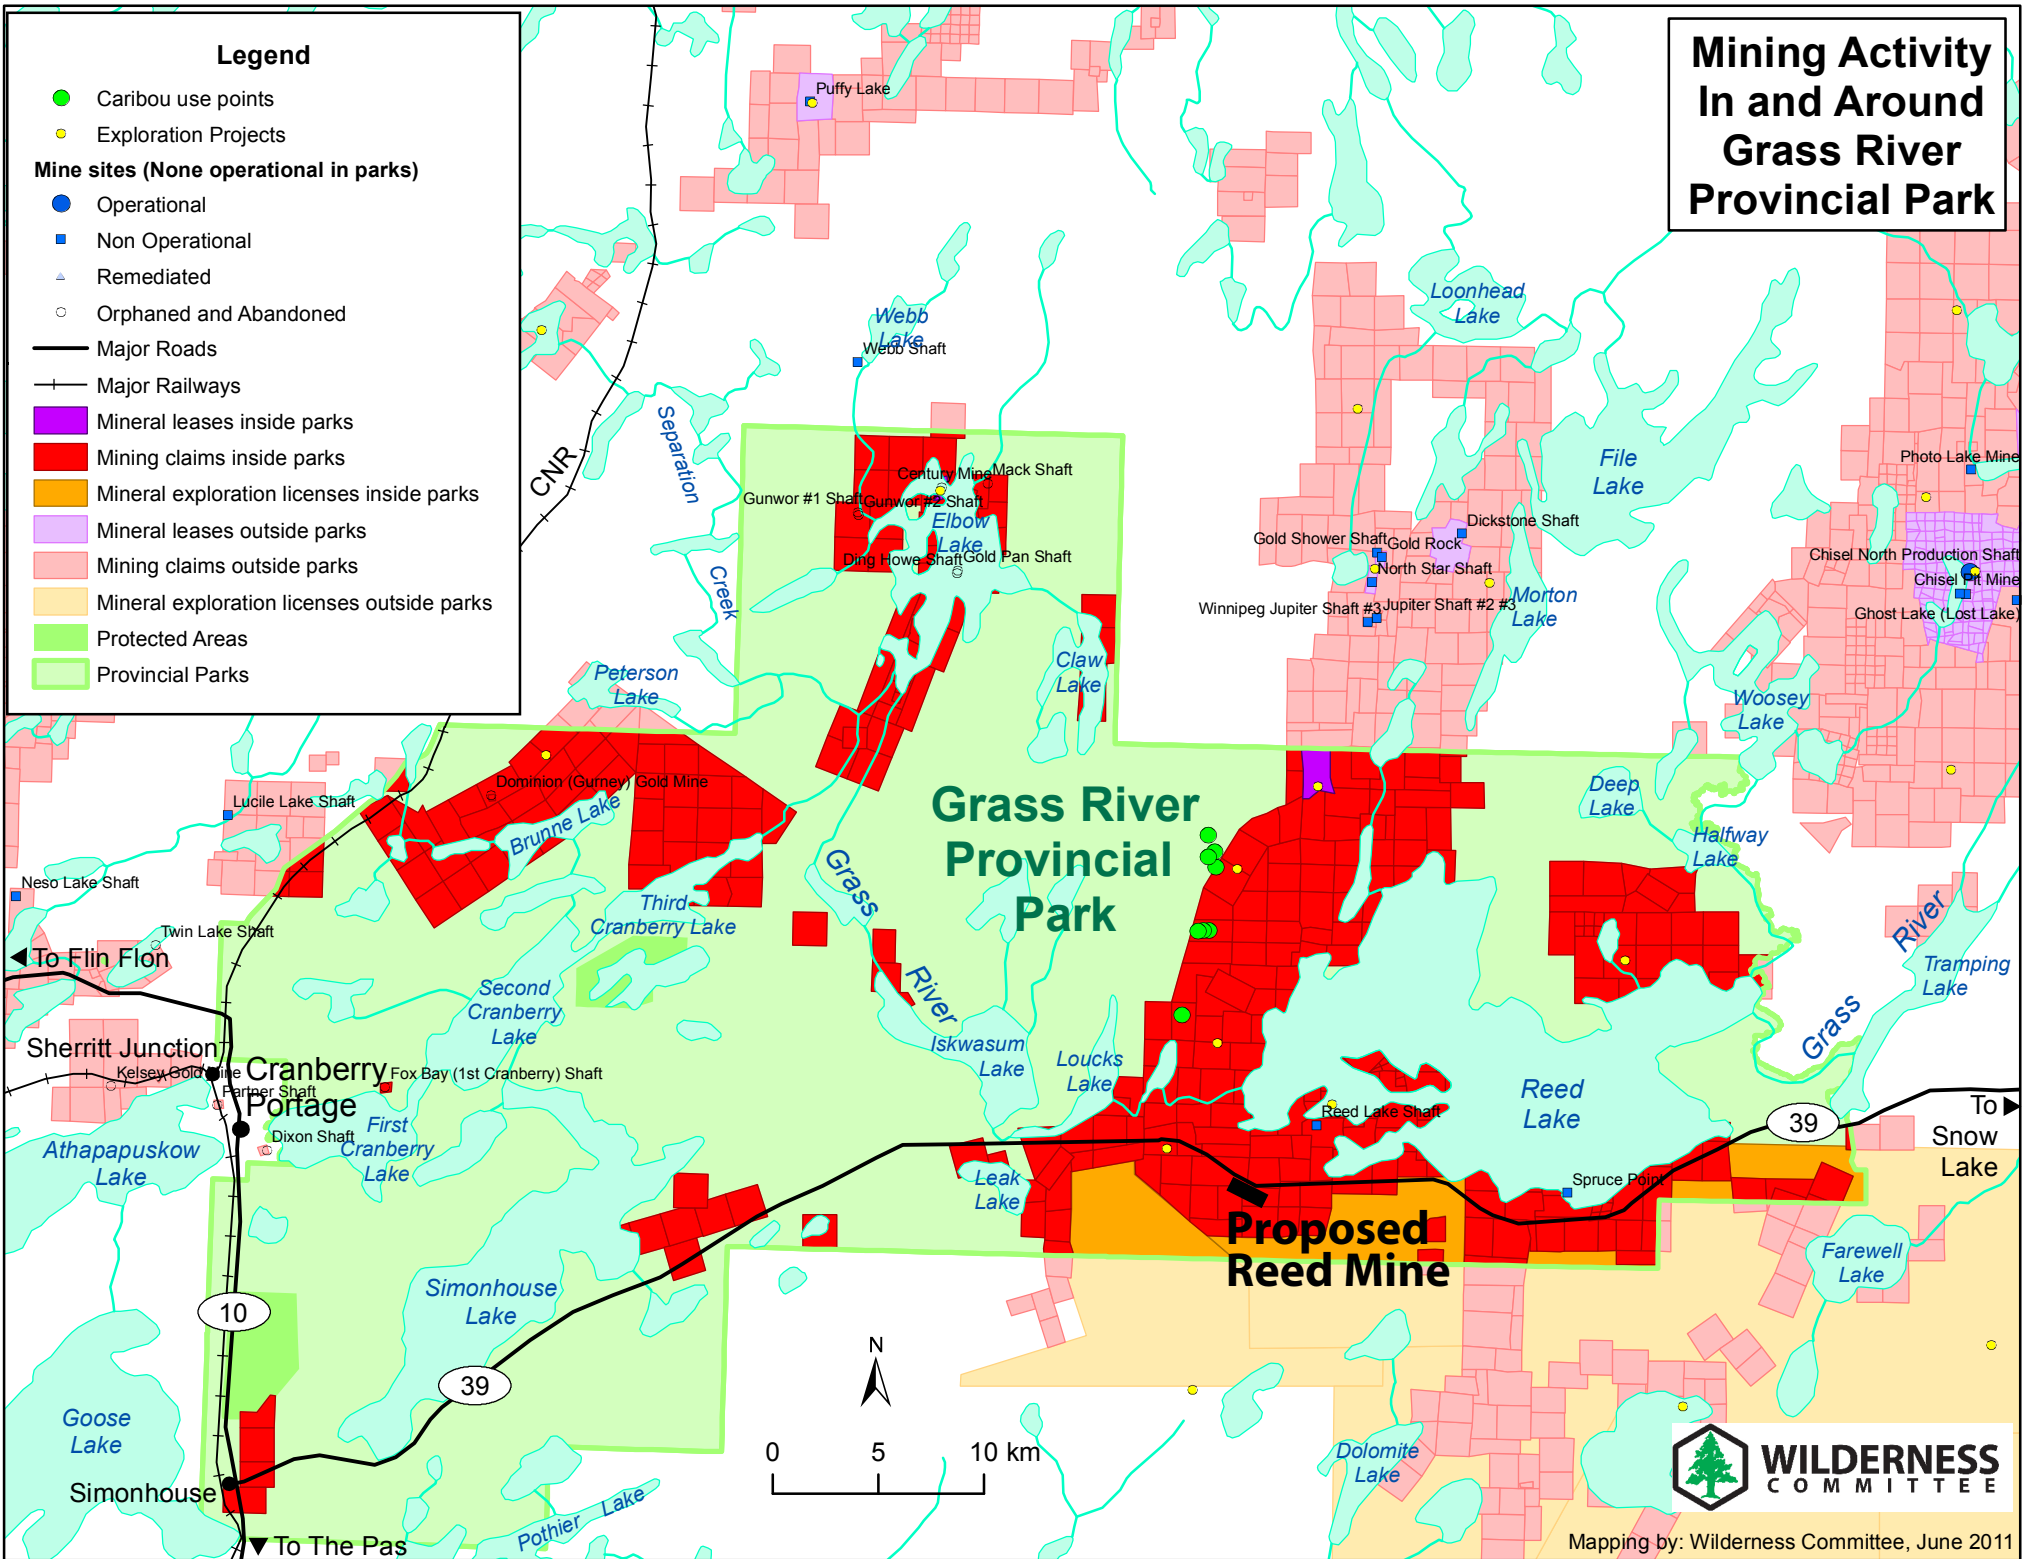 Legend
Caribou use points
Exploration Projects
Mine sites (None operational in parks)
Operational
Non Operational
Remediated
Orphaned and Abandoned
Major Roads
Major Railways
Mineral leases inside parks
Mining claims inside parks
Mineral exploration licenses inside parks
Mineral leases outside parks
Mining claims outside parks
Mineral exploration licenses outside parks
Protected Areas
Provincial Parks
Mining Activity
In and Around
Grass River
Provincial Park
Puffy Lake
Webb
Lake
Webb Shaft
Loonhead
Lake
CNR
Separation
Creek
File
Lake
Photo Lake Mine
Century Mine
Mack Shaft
Gunwor #1 Shaft
Gunwor #2 Shaft
Elbow
Lake
Ding Howe Shaft
Gold Pan Shaft
Dickstone Shaft
Gold Shower Shaft
Gold Rock
North Star Shaft
Winnipeg Jupiter Shaft #3
Jupiter Shaft #2 #3
Morton
Lake
Chisel North Production Shaft
Chisel Pit Mine
Ghost Lake (Lost Lake)
Claw
Lake
Peterson
Lake
Woosey
Lake
Dominion (Gurney) Gold Mine
Brunne Lake
Lucile Lake Shaft
Deep
Lake
Halfway
Lake
Grass River
Provincial
Park
Neso Lake Shaft
Twin Lake Shaft
To Flin Flon
Third
Cranberry Lake
Grass
River
Second
Cranberry
Lake
River
Tramping
Lake
Grass
Iskwasum
Lake
Loucks
Lake
Sherritt Junction
Kelsey Gold Mine
Partner Shaft
Cranberry
Portage
Fox Bay (1st Cranberry) Shaft
Dixon Shaft
First
Cranberry
Lake
Athapapuskow
Lake
Reed
Lake
Reed Lake Shaft
39
To
Snow
Lake
Leak
Lake
Spruce Point
Proposed
Reed Mine
Farewell
Lake
Simonhouse
Lake
10
39
N
0 5 10 km
Goose
Lake
Simonhouse
To The Pas
Pothier Lake
Dolomite
Lake
WILDERNESS
COMMITTEE
Mapping by: Wilderness Committee, June 2011